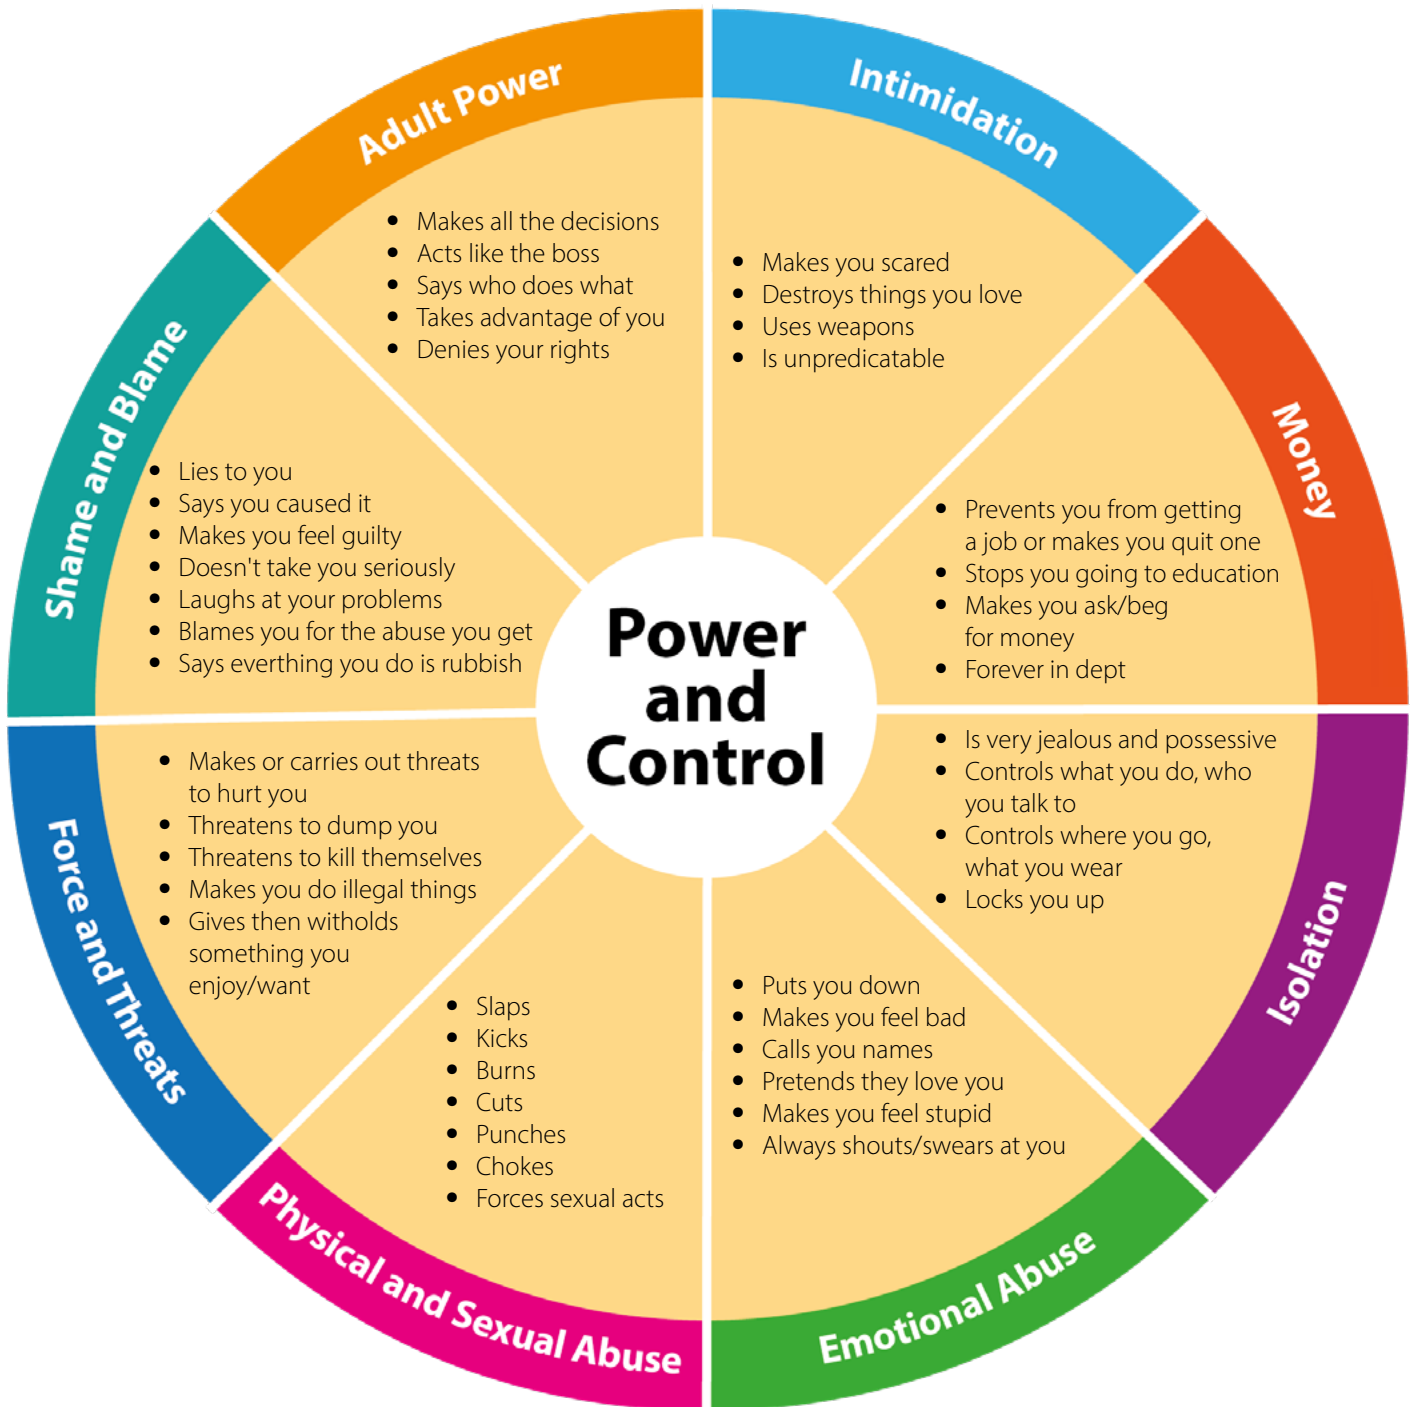 Adult Power
Makes all the decisions
Acts like the boss
Says who does what
Takes advantage of you
Denies your rights
Intimidation
Makes you scared
Destroys things you love
Uses weapons
Is unpredicatable
Money
Prevents you from getting
a job or makes you quit one
Stops you going to education
Makes you ask/beg
for money
Forever in dept
Isolation
Is very jealous and possessive
Controls what you do, who
you talk to
Controls where you go,
what you wear
Locks you up
Emotional Abuse
Puts you down
Makes you feel bad
Calls you names
Pretends they love you
Makes you feel stupid
Always shouts/swears at you
Physical and Sexual Abuse
Slaps
Kicks
Burns
Cuts
Punches
Chokes
Forces sexual acts
Force and Threats
Makes or carries out threats
to hurt you
Threatens to dump you
Threatens to kill themselves
Makes you do illegal things
Gives then witholds
something you
enjoy/want
Shame and Blame
Lies to you
Says you caused it
Makes you feel guilty
Doesn't take you seriously
Laughs at your problems
Blames you for the abuse you get
Says everthing you do is rubbish
Power
and
Control